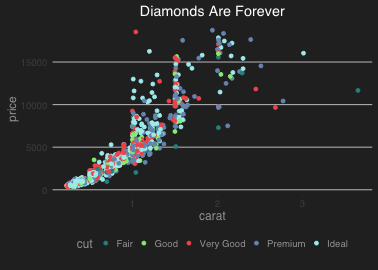 Diamonds Are Forever
price
15000
10000
5000
0
1
2
3
carat
cut
Fair
Good
Very Good
Premium
Ideal